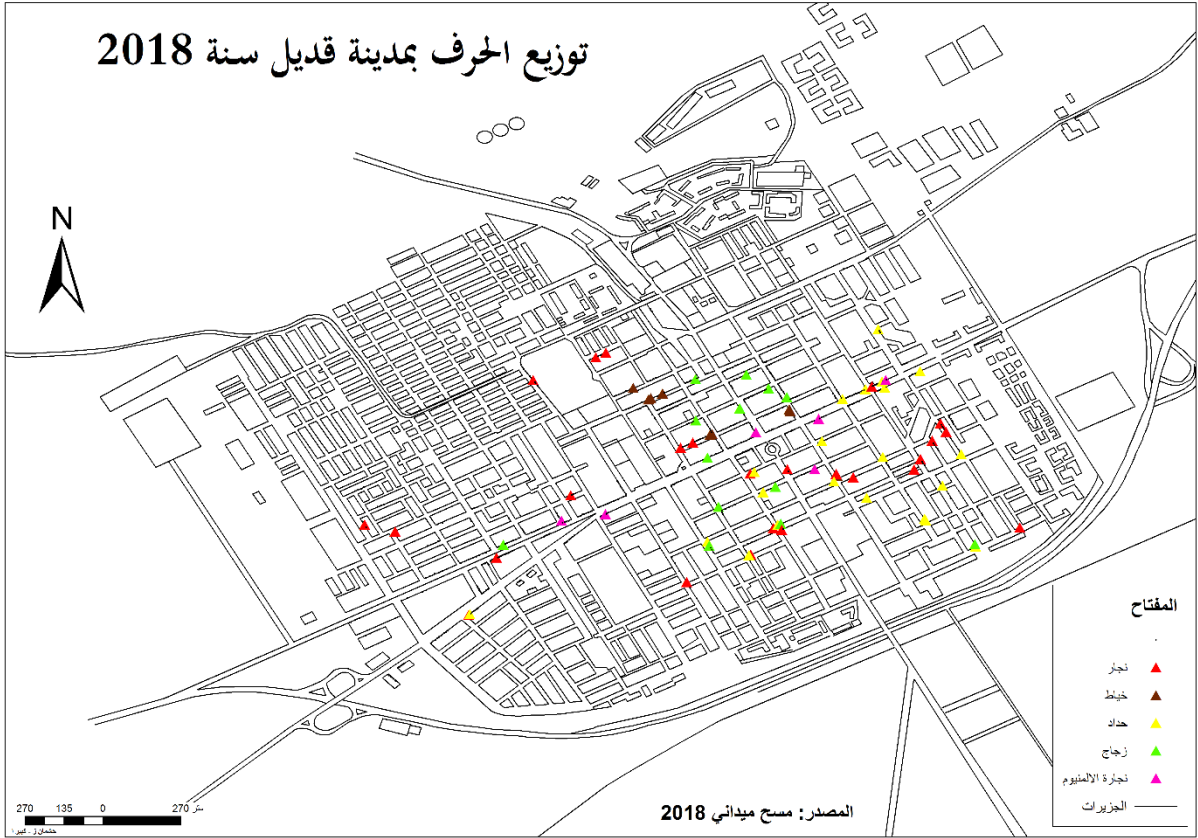 توزيع الحرف بمدينة قديل سنة 2018
N
المفتاح
نجار
خياط
حداد
زجاج
نجارة الالمنيوم
الجزيرات
270 135 0 270 متر
المصدر: مسح ميداني 2018